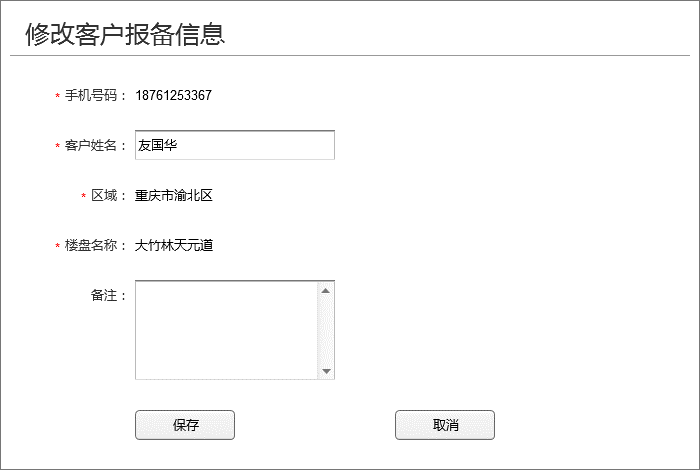 修改客户报备信息
* 手机号码： 18761253367
* 客户姓名： 友国华
* 区域： 重庆市渝北区
* 楼盘名称： 大竹林天元道
备注：
保存 取消